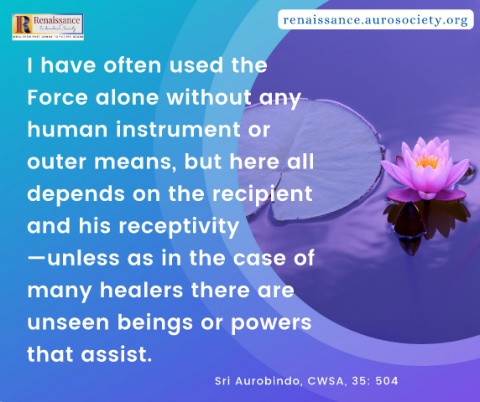 renaissance.aurosociety.org
Renaissance
I have often used the
Force alone without any
human instrument or
outer means, but here all
depends on the recipient
and his receptivity
—unless as in the case of
many healers there are
unseen beings or powers
that assist.
Sri Aurobindo, CWSA, 35: 504